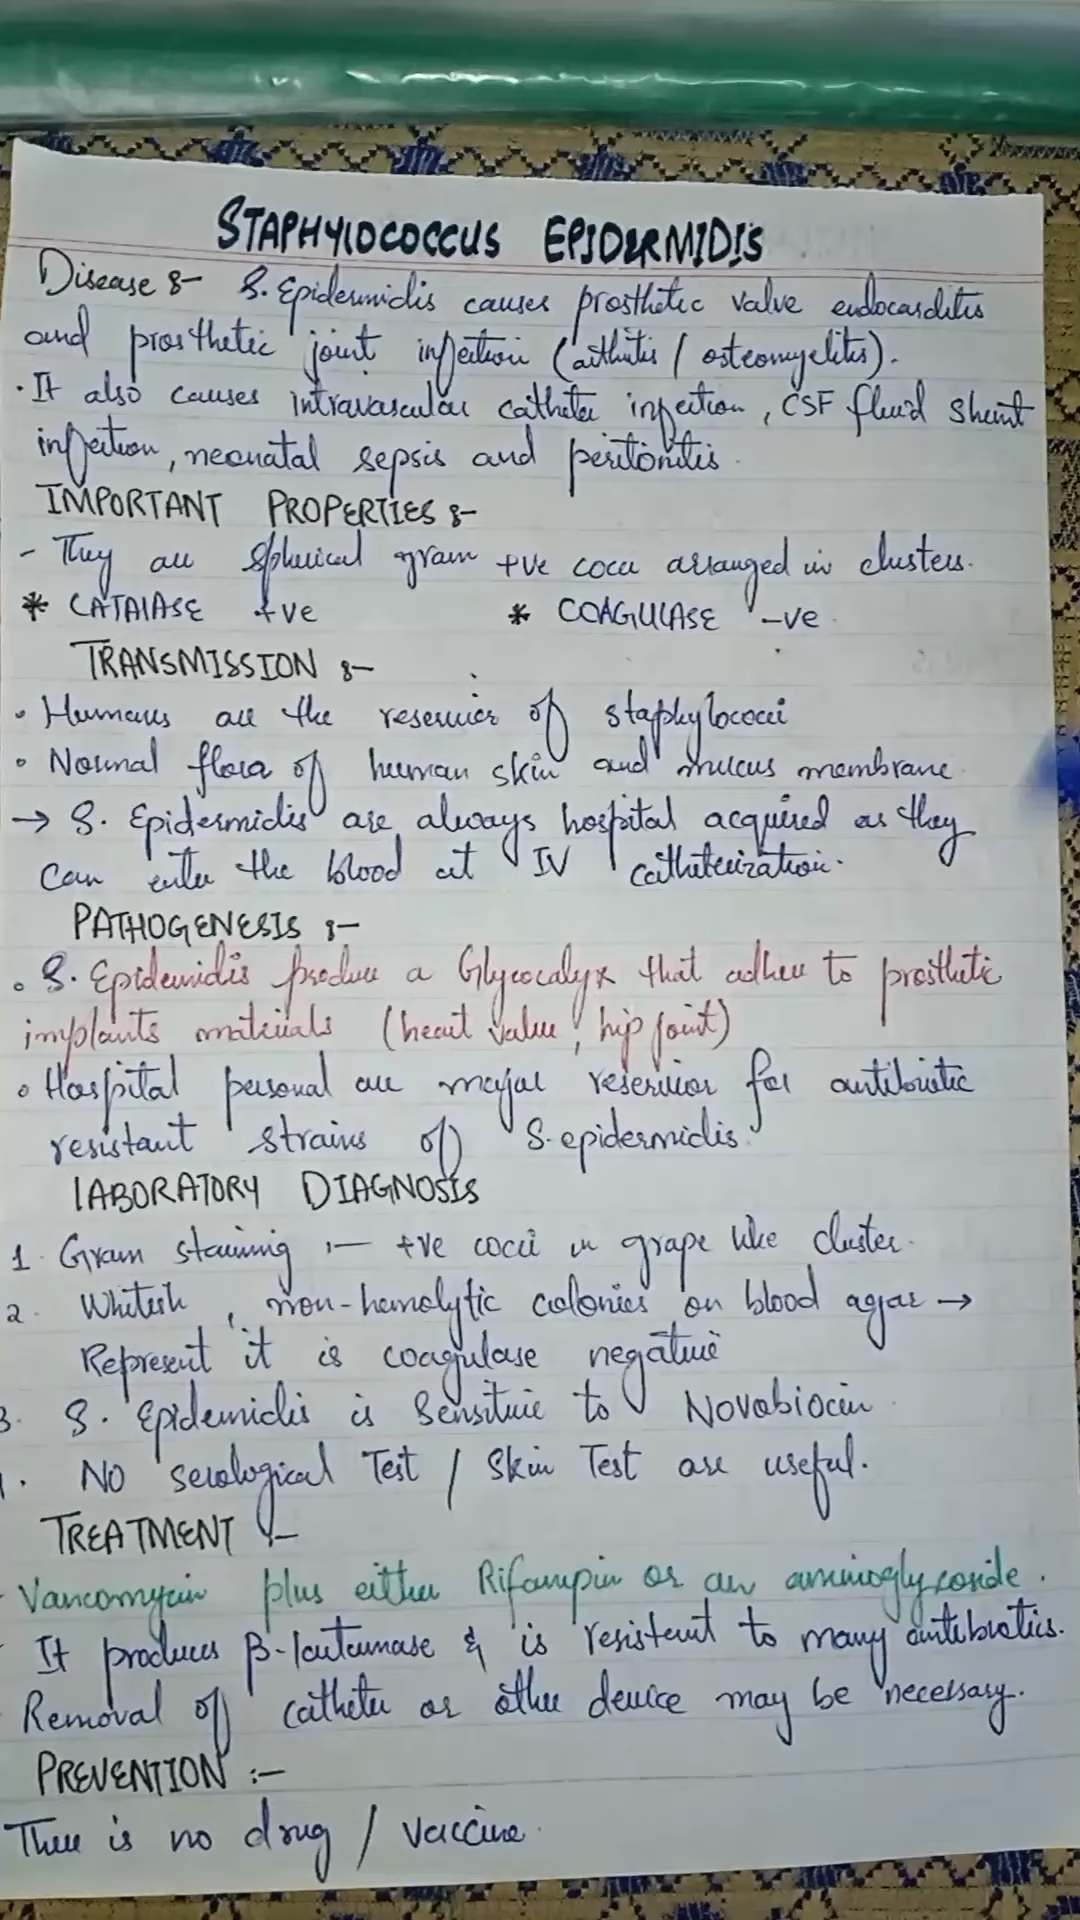 STAPHYLOCOCCUS EPIDERMIDIS
Disease :- S. Epidermidis causes prosthetic valve endocarditis
and prosthetic joint infection (arthitis / osteomyelitis).
• It also causes intravascular catheter infection, CSF fluid shunt
infection, neonatal sepsis and peritonitis.
IMPORTANT PROPERTIES :-
- They are spherical gram +ve cocci arranged in clusters.
* CATALASE +ve * COAGULASE -ve
TRANSMISSION :-
• Humans are the reservior of staphylococci
• Normal flora of human skin and mucus membrane.
→ S. Epidermidis are always hospital acquired as they
can enter the blood at IV catheterization.
PATHOGENESIS :-
• S. Epidermidis produce a Glycocalyx that adhere to prosthetic
implants materials (heart valve, hip joint)
• Hospital personal are major reservior for antibiotic
resistant strains of S. epidermidis.
LABORATORY DIAGNOSIS
1. Gram staining :- +ve cocci in grape like cluster.
2. Whitish, non-hemolytic colonies on blood agar →
Represent it is coagulase negative
3. S. Epidermidis is Sensitive to Novobiocin
4. NO serological Test / Skin Test are useful.
TREATMENT :-
- Vancomycin plus either Rifampin or an aminoglycoside.
- It produces β-lactamase & is resistent to many antibiotics.
- Removal of catheter or other device may be necessary.
PREVENTION :-
There is no drug / vaccine.